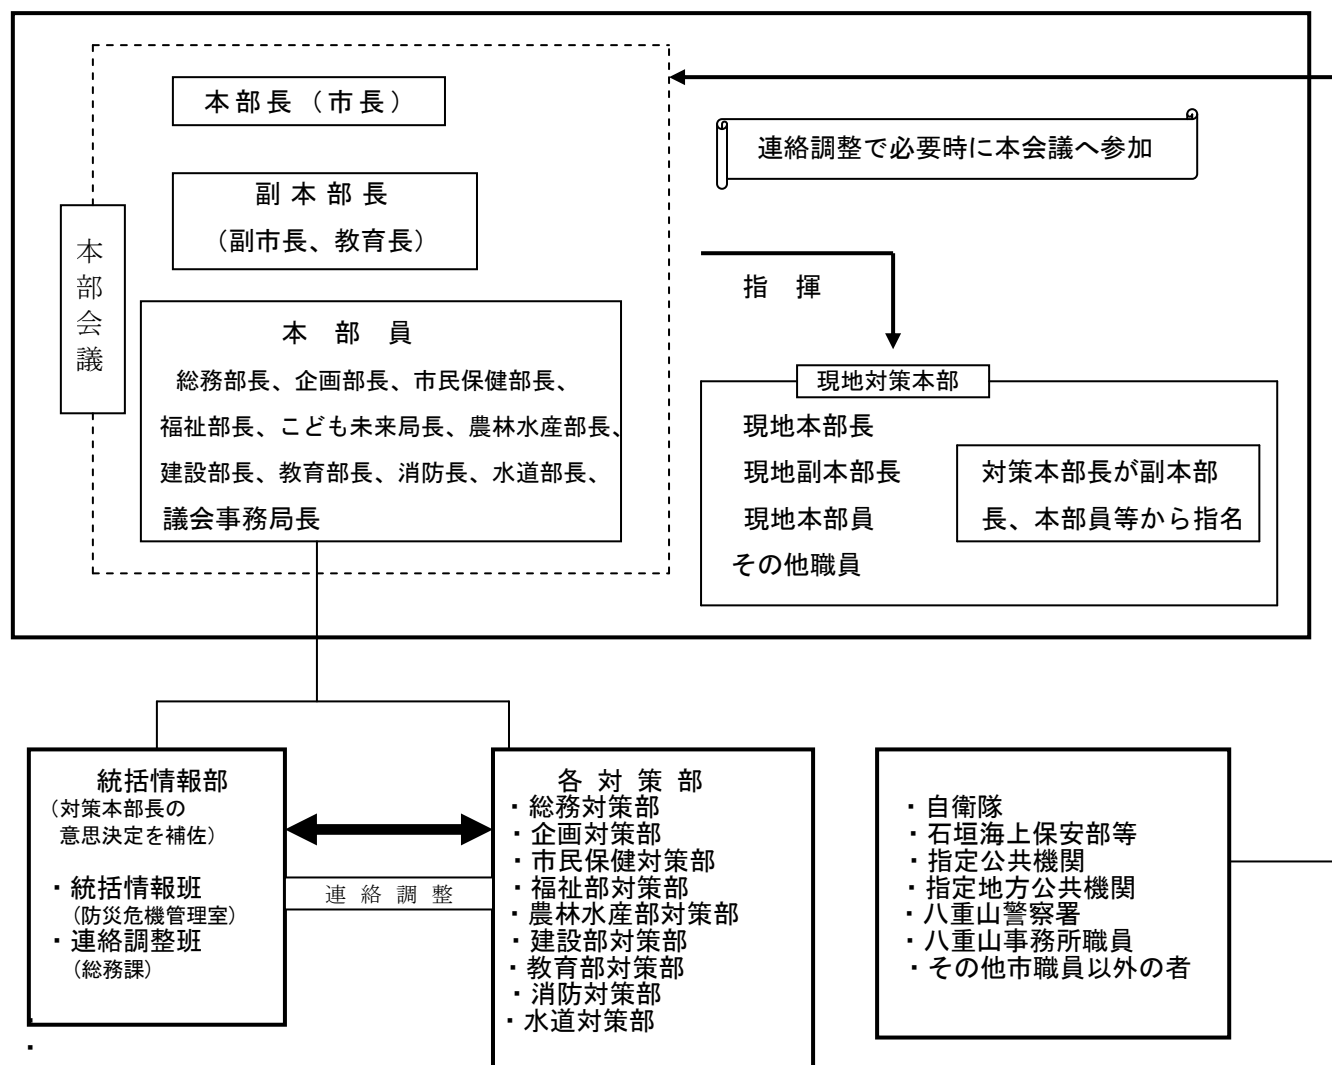 本部会議
本部長（市長）
副本部長
（副市長、教育長）
本部員
総務部長、企画部長、市民保健部長、
福祉部長、こども未来局長、農林水産部長、
建設部長、教育部長、消防長、水道部長、
議会事務局長
連絡調整で必要時に本会議へ参加
指揮
現地対策本部
現地本部長
現地副本部長
現地本部員
その他職員
対策本部長が副本部
長、本部員等から指名
統括情報部
（対策本部長の
意思決定を補佐）
・統括情報班
（防災危機管理室）
・連絡調整班
（総務課）
・
連絡調整
各対策部
・総務対策部
・企画対策部
・市民保健対策部
・福祉部対策部
・農林水産部対策部
・建設部対策部
・教育部対策部
・消防対策部
・水道対策部
・自衛隊
・石垣海上保安部等
・指定公共機関
・指定地方公共機関
・八重山警察署
・八重山事務所職員
・その他市職員以外の者